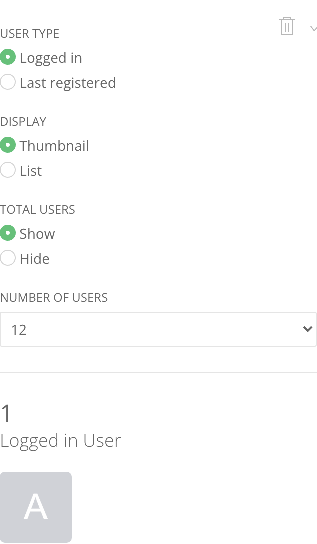 USER TYPE
Logged in
Last registered
DISPLAY
Thumbnail
List
TOTAL USERS
Show
Hide
NUMBER OF USERS
12
1
Logged in User
A